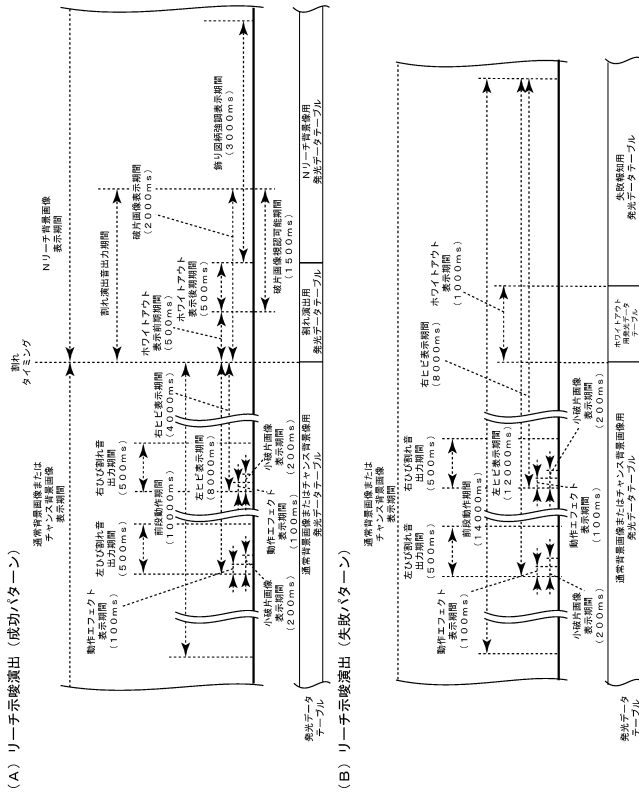 (A) リーチ示唆演出（成功パターン）
通常背景画像または
チャンス背景画像
表示期間
割れ
タイミング
Nリーチ背景画像
表示期間
割れ演出音出力期間
破片画像表示期間
(2000ms)
飾り図柄強調表示期間
(3000ms)
ホワイトアウト
表示前期期間
(500ms)
ホワイトアウト
表示後期期間
(500ms)
破片画像視認可能期間
(1500ms)
動作エフェクト
表示期間
(100ms)
左ひび割れ音
出力期間
(500ms)
前段動作期間
(10000ms)
右ひび割れ音
出力期間
(500ms)
左ヒビ表示期間
(8000ms)
右ヒビ表示期間
(4000ms)
小破片画像
表示期間
(200ms)
動作エフェクト
表示期間
(100ms)
小破片画像
表示期間
(200ms)
発光データ
テーブル
通常背景画像またはチャンス背景像用
発光データテーブル
割れ演出用
発光データテーブル
Nリーチ背景像用
発光データテーブル
(B) リーチ示唆演出（失敗パターン）
通常背景画像または
チャンス背景画像
表示期間
動作エフェクト
表示期間
(100ms)
左ひび割れ音
出力期間
(500ms)
前段動作期間
(14000ms)
右ひび割れ音
出力期間
(500ms)
左ヒビ表示期間
(12000ms)
右ヒビ表示期間
(8000ms)
ホワイトアウト
表示期間
(1000ms)
小破片画像
表示期間
(200ms)
動作エフェクト
表示期間
(100ms)
小破片画像
表示期間
(200ms)
発光データ
テーブル
通常背景画像またはチャンス背景像用
発光データテーブル
ホワイトアウト
用発光データ
テーブル
失敗報知用
発光データテーブル